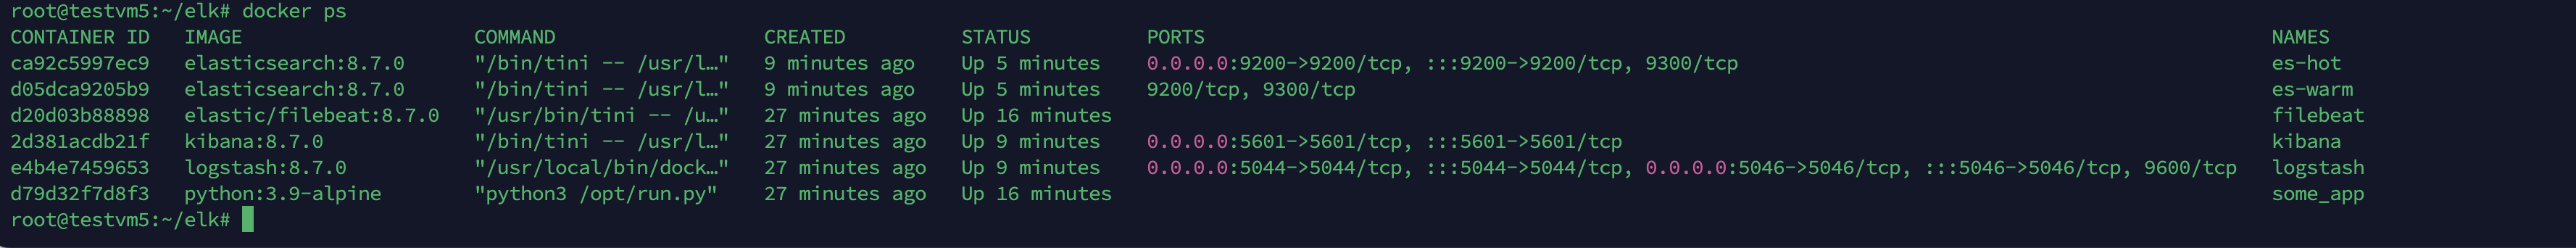 root@testvm5:~/elk# docker ps
CONTAINER ID   IMAGE                    COMMAND                  CREATED          STATUS          PORTS                                                                                            NAMES
ca92c5997ec9   elasticsearch:8.7.0      "/bin/tini -- /usr/l…"   9 minutes ago    Up 5 minutes    0.0.0.0:9200->9200/tcp, :::9200->9200/tcp, 9300/tcp                                              es-hot
d05dca9205b9   elasticsearch:8.7.0      "/bin/tini -- /usr/l…"   9 minutes ago    Up 5 minutes    9200/tcp, 9300/tcp                                                                               es-warm
d20d03b88898   elastic/filebeat:8.7.0   "/usr/bin/tini -- /u…"   27 minutes ago   Up 16 minutes                                                                                                    filebeat
2d381acdb21f   kibana:8.7.0             "/bin/tini -- /usr/l…"   27 minutes ago   Up 9 minutes    0.0.0.0:5601->5601/tcp, :::5601->5601/tcp                                                        kibana
e4b4e7459653   logstash:8.7.0           "/usr/local/bin/dock…"   27 minutes ago   Up 9 minutes    0.0.0.0:5044->5044/tcp, :::5044->5044/tcp, 0.0.0.0:5046->5046/tcp, :::5046->5046/tcp, 9600/tcp   logstash
d79d32f7d8f3   python:3.9-alpine        "python3 /opt/run.py"    27 minutes ago   Up 16 minutes                                                                                                    some_app
root@testvm5:~/elk#